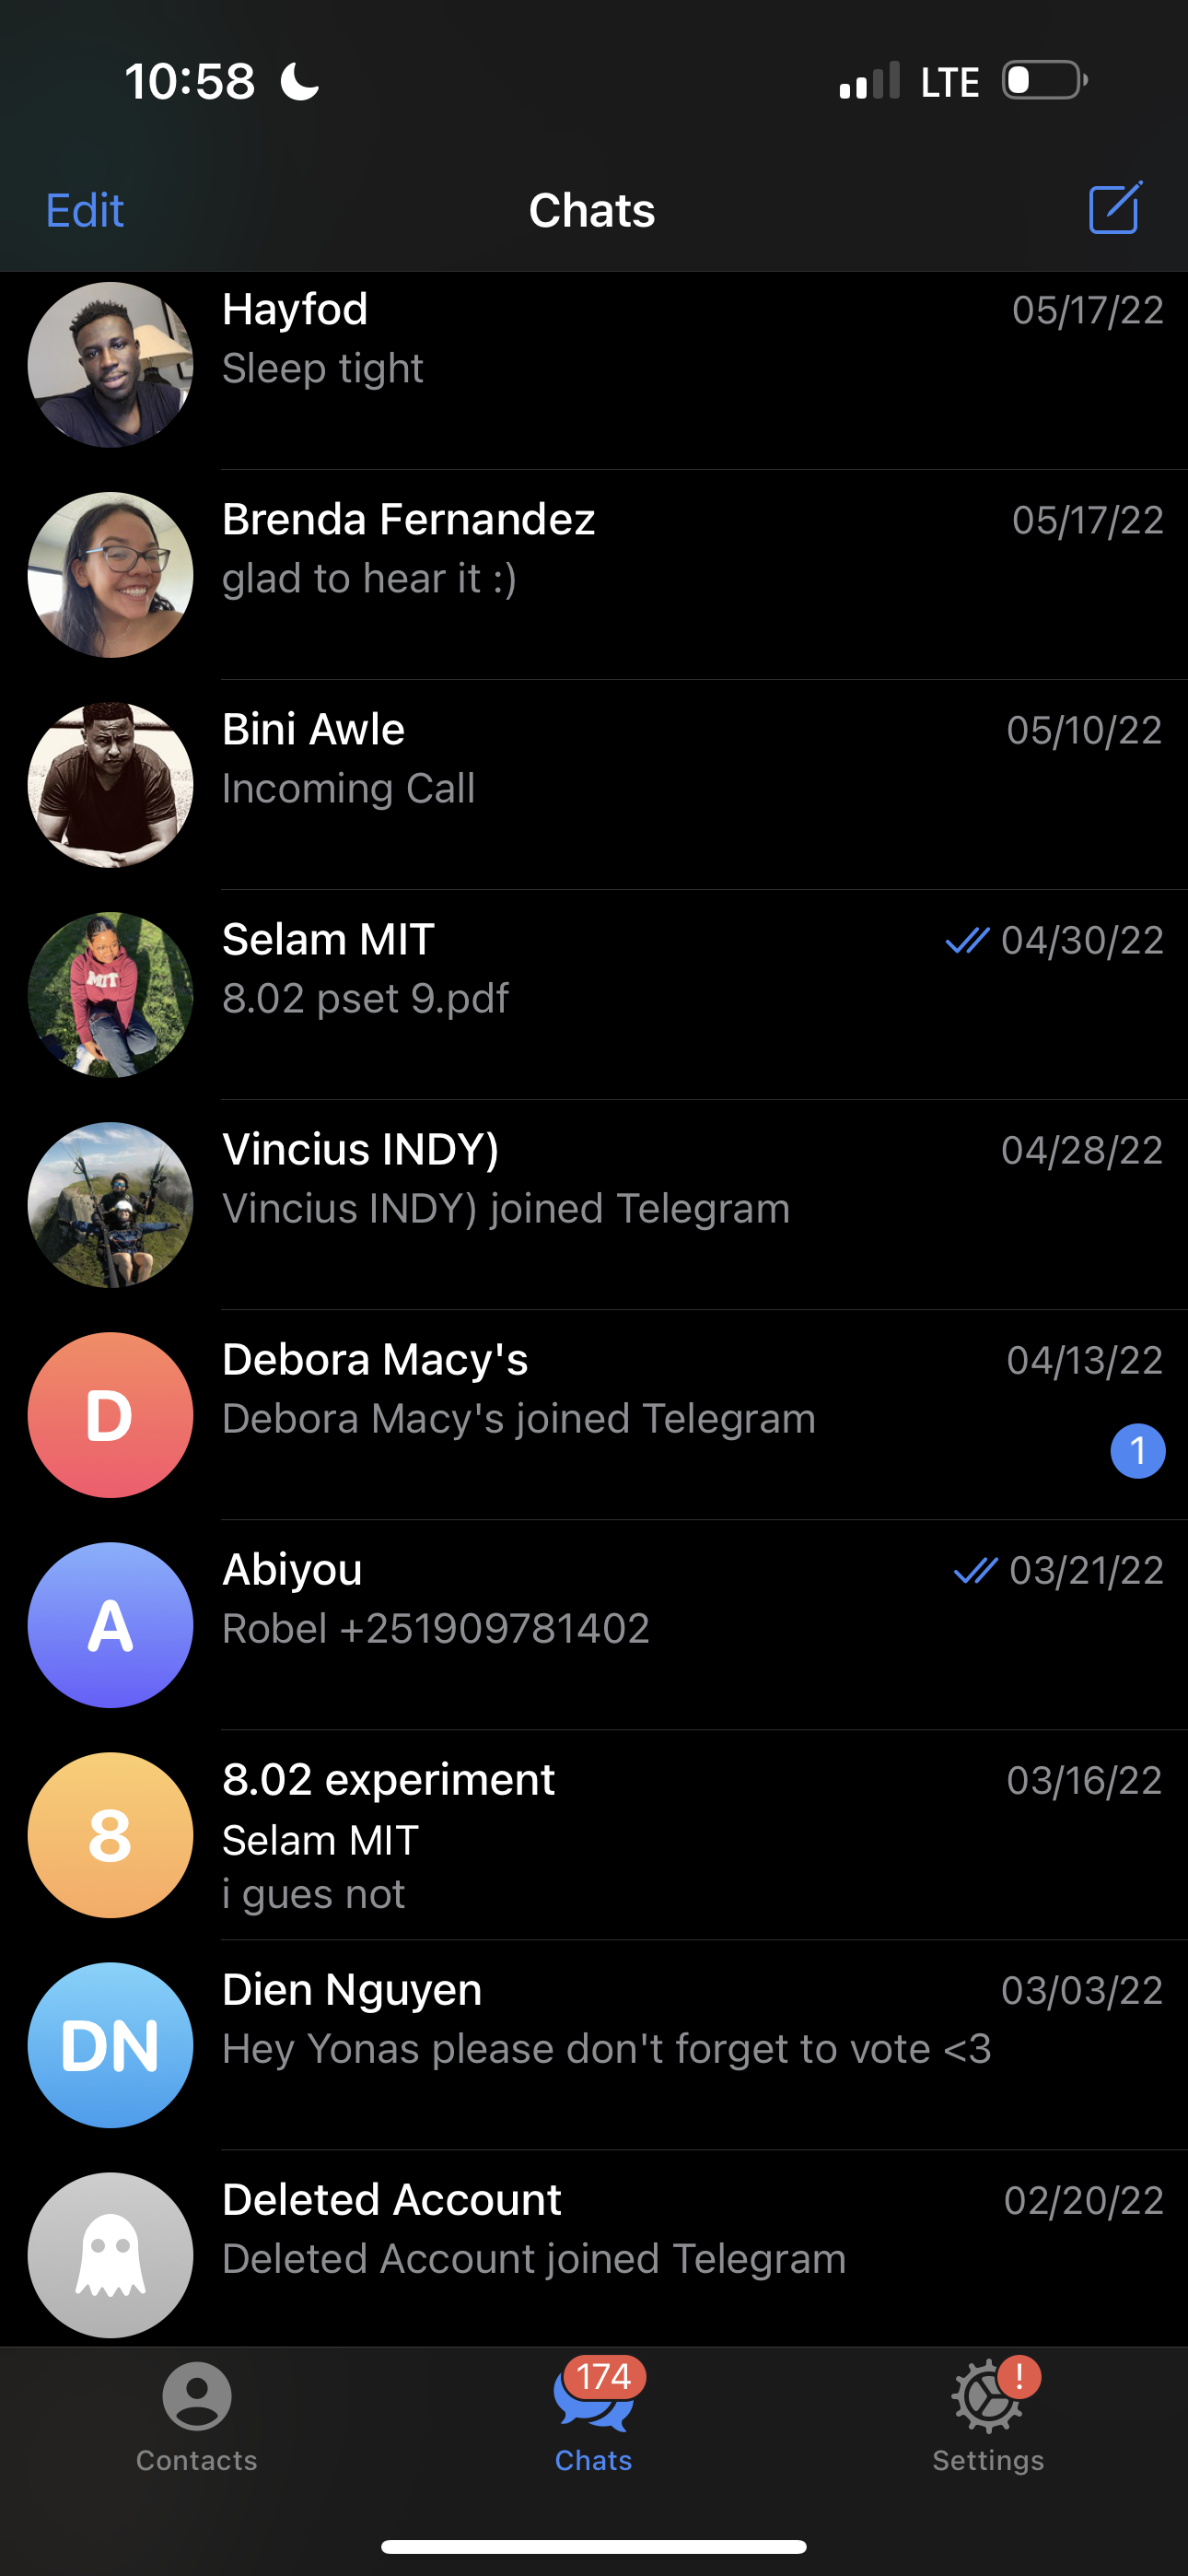 10:58
LTE
Edit
Chats
Hayfod
05/17/22
Sleep tight
Brenda Fernandez
05/17/22
glad to hear it :)
Bini Awle
05/10/22
Incoming Call
MIT
Selam MIT
04/30/22
8.02 pset 9.pdf
Vincius INDY)
04/28/22
Vincius INDY) joined Telegram
D
Debora Macy's
04/13/22
Debora Macy's joined Telegram
1
A
Abiyou
03/21/22
Robel +251909781402
8
8.02 experiment
03/16/22
Selam MIT
i gues not
DN
Dien Nguyen
03/03/22
Hey Yonas please don't forget to vote <3
Deleted Account
02/20/22
Deleted Account joined Telegram
174
!
Contacts
Chats
Settings